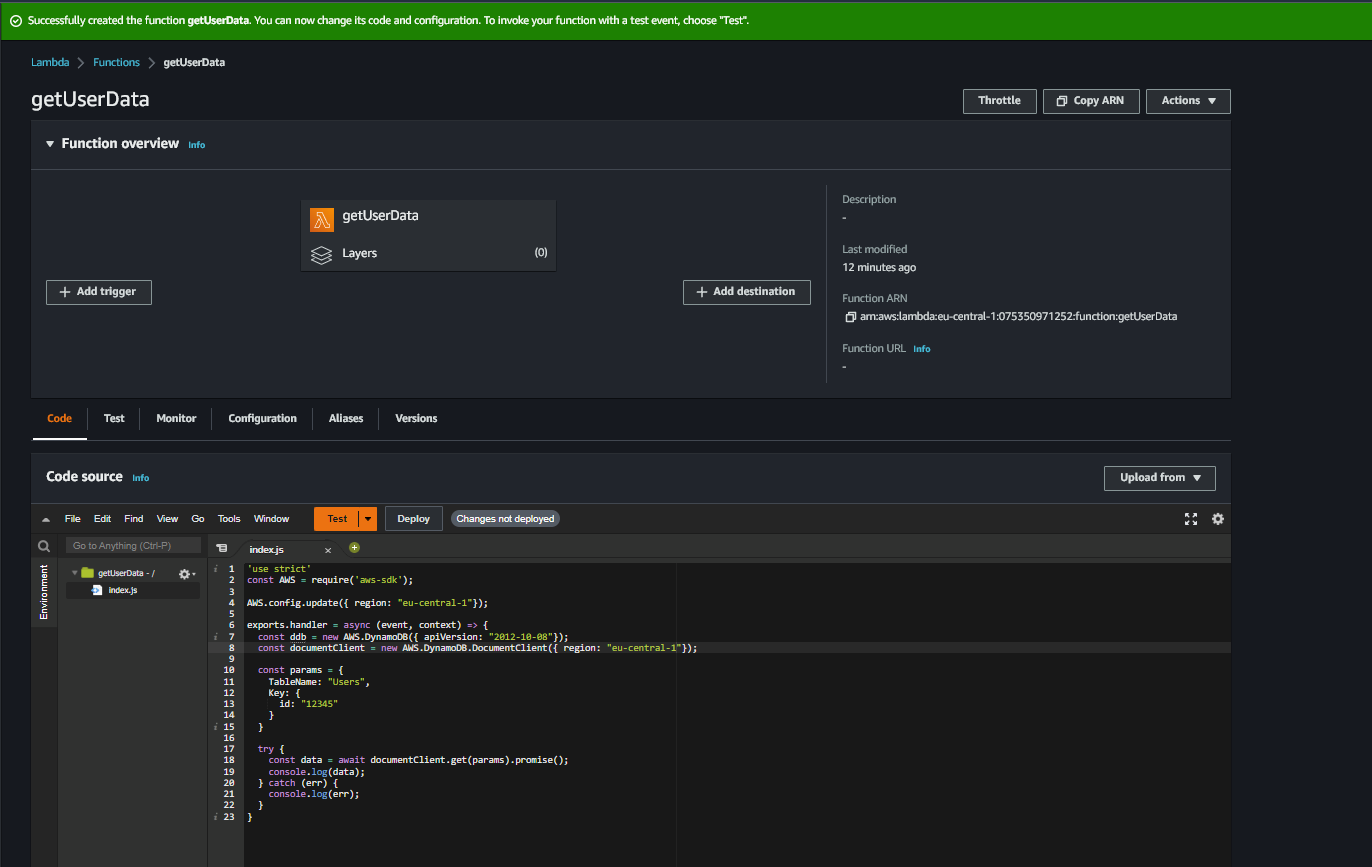 Successfully created the function getUserData. You can now change its code and configuration. To invoke your function with a test event, choose "Test".
Lambda > Functions > getUserData
getUserData
Throttle
Copy ARN
Actions
Function overview Info
getUserData
Layers (0)
+ Add trigger
+ Add destination
Description
-
Last modified
12 minutes ago
Function ARN
arn:aws:lambda:eu-central-1:075350971252:function:getUserData
Function URL Info
-
Code Test Monitor Configuration Aliases Versions
Code source Info
Upload from
File Edit Find View Go Tools Window Test Deploy Changes not deployed
Go to Anything (Ctrl-P)
Environment
getUserData - /
index.js
index.js
1 'use strict'
2 const AWS = require('aws-sdk');
3
4 AWS.config.update({ region: "eu-central-1"});
5
6 exports.handler = async (event, context) => {
7 const ddb = new AWS.DynamoDB({ apiVersion: "2012-10-08"});
8 const documentClient = new AWS.DynamoDB.DocumentClient({ region: "eu-central-1"});
9
10 const params = {
11 TableName: "Users",
12 Key: {
13 id: "12345"
14 }
15 }
16
17 try {
18 const data = await documentClient.get(params).promise();
19 console.log(data);
20 } catch (err) {
21 console.log(err);
22 }
23 }